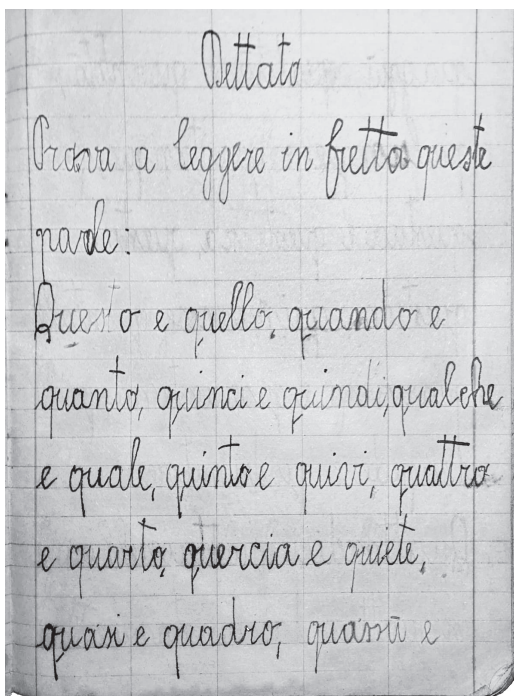 Dettato
Prova a leggere in fretta queste
parole:
Questo e quello, quando e
quanto, quinci e quindi, qualche
e quale, quinto e quivi, quattro
e quarto, quercia e quiete,
quasi e quadro, quassù e